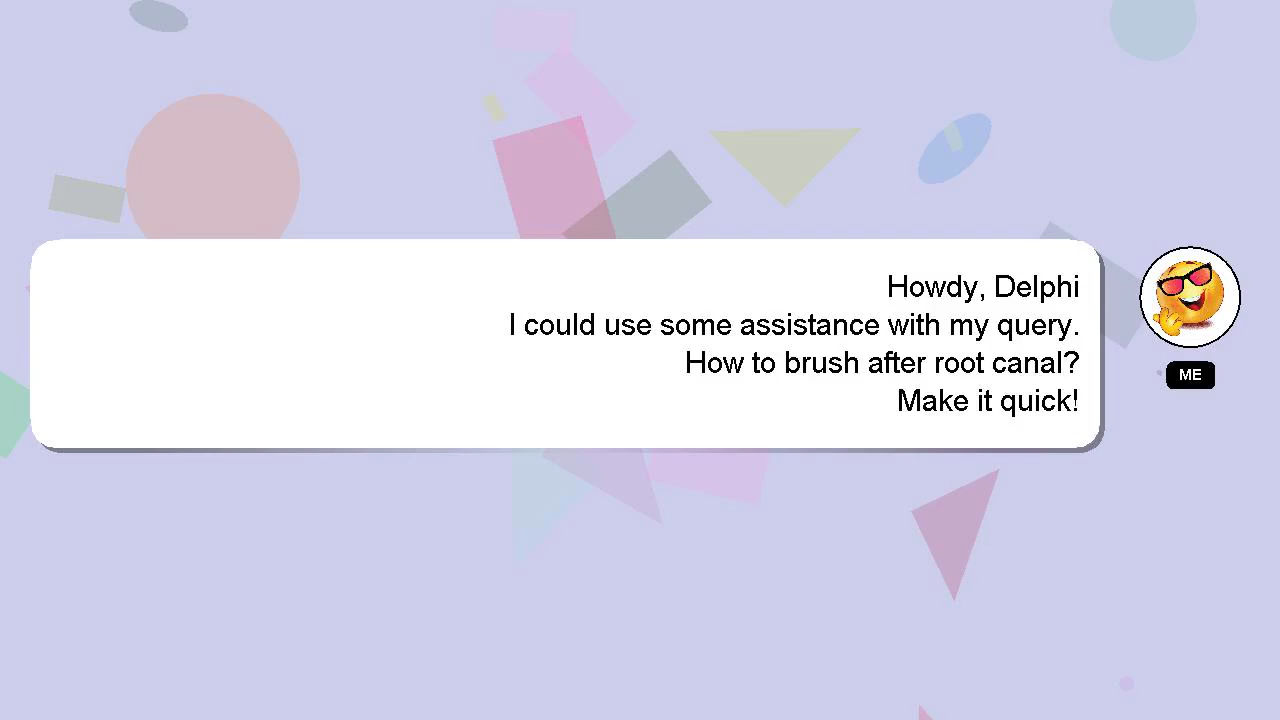 Howdy, Delphi
I could use some assistance with my query.
How to brush after root canal?
Make it quick!
ME